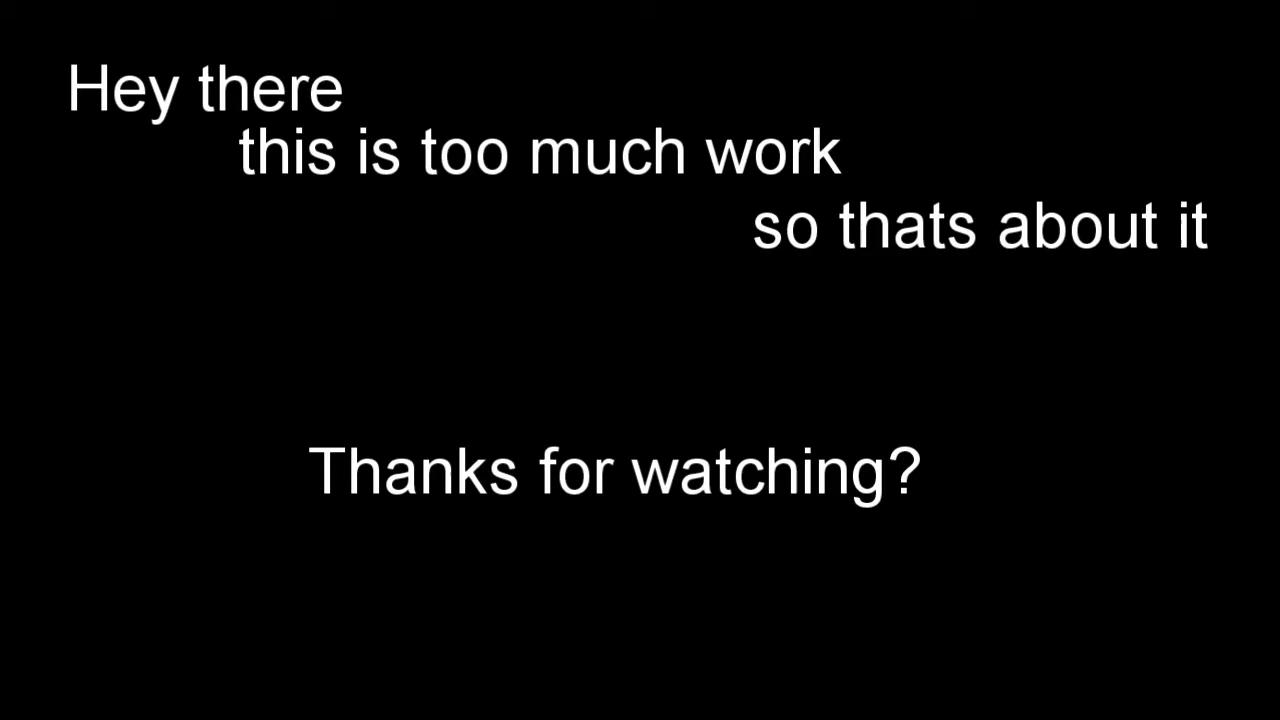 Hey there
this is too much work
so thats about it
Thanks for watching?